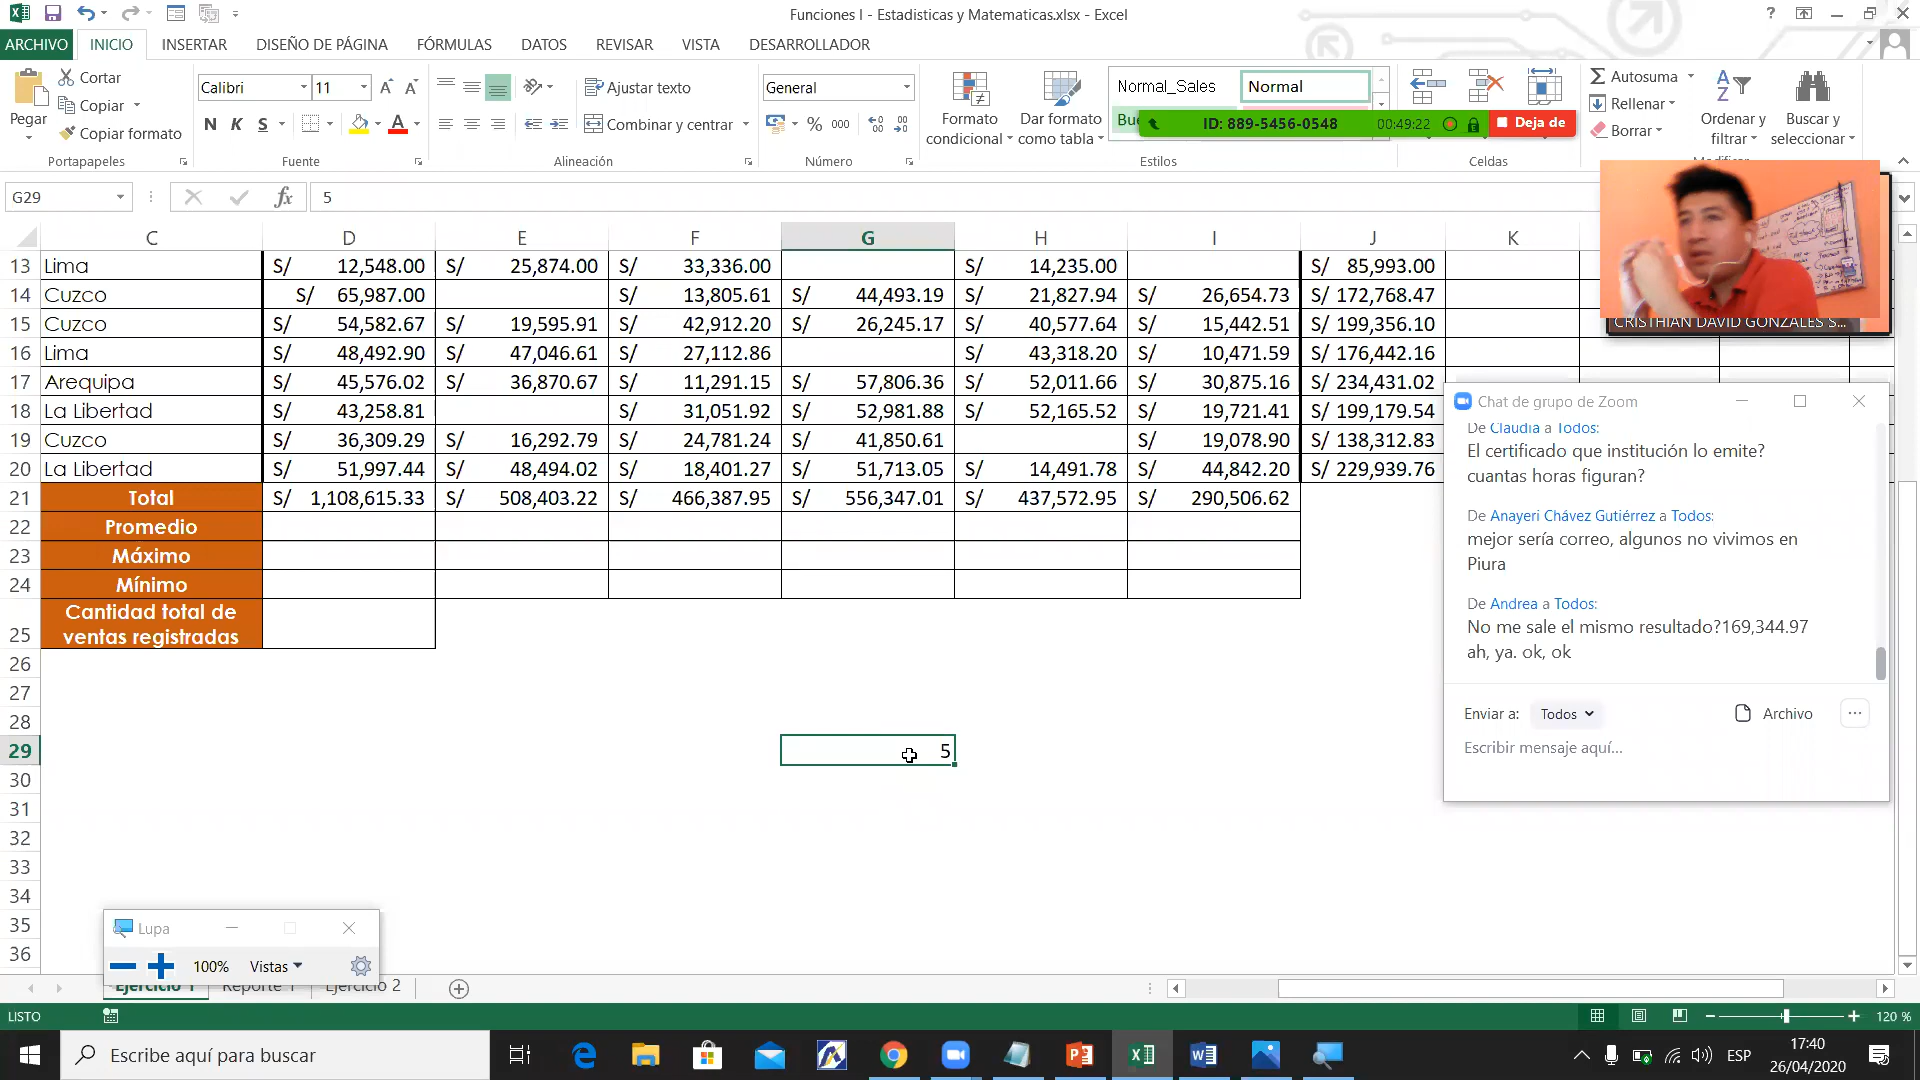 Funciones I - Estadisticas y Matematicas.xlsx - Excel
ARCHIVO INICIO INSERTAR DISEÑO DE PÁGINA FÓRMULAS DATOS REVISAR VISTA DESARROLLADOR
Pegar
Cortar
Copiar
Copiar formato
Portapapeles
Calibri 11
N K S
Fuente
Ajustar texto
Combinar y centrar
Alineación
General
% 000
Número
Formato condicional
Dar formato como tabla
Normal_Sales Normal
Estilos
ID: 889-5456-0548 00:49:22 Deja de
Celdas
Autosuma
Rellenar
Borrar
Ordenar y filtrar
Buscar y seleccionar
G29 fx 5
CRISTHIAN DAVID GONZALES S...
C D E F G H I J K
13 Lima S/ 12,548.00 S/ 25,874.00 S/ 33,336.00 S/ 14,235.00 S/ 85,993.00
14 Cuzco S/ 65,987.00 S/ 13,805.61 S/ 44,493.19 S/ 21,827.94 S/ 26,654.73 S/ 172,768.47
15 Cuzco S/ 54,582.67 S/ 19,595.91 S/ 42,912.20 S/ 26,245.17 S/ 40,577.64 S/ 15,442.51 S/ 199,356.10
16 Lima S/ 48,492.90 S/ 47,046.61 S/ 27,112.86 S/ 43,318.20 S/ 10,471.59 S/ 176,442.16
17 Arequipa S/ 45,576.02 S/ 36,870.67 S/ 11,291.15 S/ 57,806.36 S/ 52,011.66 S/ 30,875.16 S/ 234,431.02
18 La Libertad S/ 43,258.81 S/ 31,051.92 S/ 52,981.88 S/ 52,165.52 S/ 19,721.41 S/ 199,179.54
19 Cuzco S/ 36,309.29 S/ 16,292.79 S/ 24,781.24 S/ 41,850.61 S/ 19,078.90 S/ 138,312.83
20 La Libertad S/ 51,997.44 S/ 48,494.02 S/ 18,401.27 S/ 51,713.05 S/ 14,491.78 S/ 44,842.20 S/ 229,939.76
21 Total S/ 1,108,615.33 S/ 508,403.22 S/ 466,387.95 S/ 556,347.01 S/ 437,572.95 S/ 290,506.62
22 Promedio
23 Máximo
24 Mínimo
25 Cantidad total de
ventas registradas
26
27
28
29 5
30
31
32
33
34
35
36
Chat de grupo de Zoom
De Claudia a Todos:
El certificado que institución lo emite?
cuantas horas figuran?
De Anayeri Chávez Gutiérrez a Todos:
mejor sería correo, algunos no vivimos en
Piura
De Andrea a Todos:
No me sale el mismo resultado?169,344.97
ah, ya. ok, ok
Enviar a: Todos Archivo
Escribir mensaje aquí...
Lupa
100% Vistas
Ejercicio 1 Reporte 1 Ejercicio 2
LISTO 120 %
Escribe aquí para buscar
ESP
17:40
26/04/2020